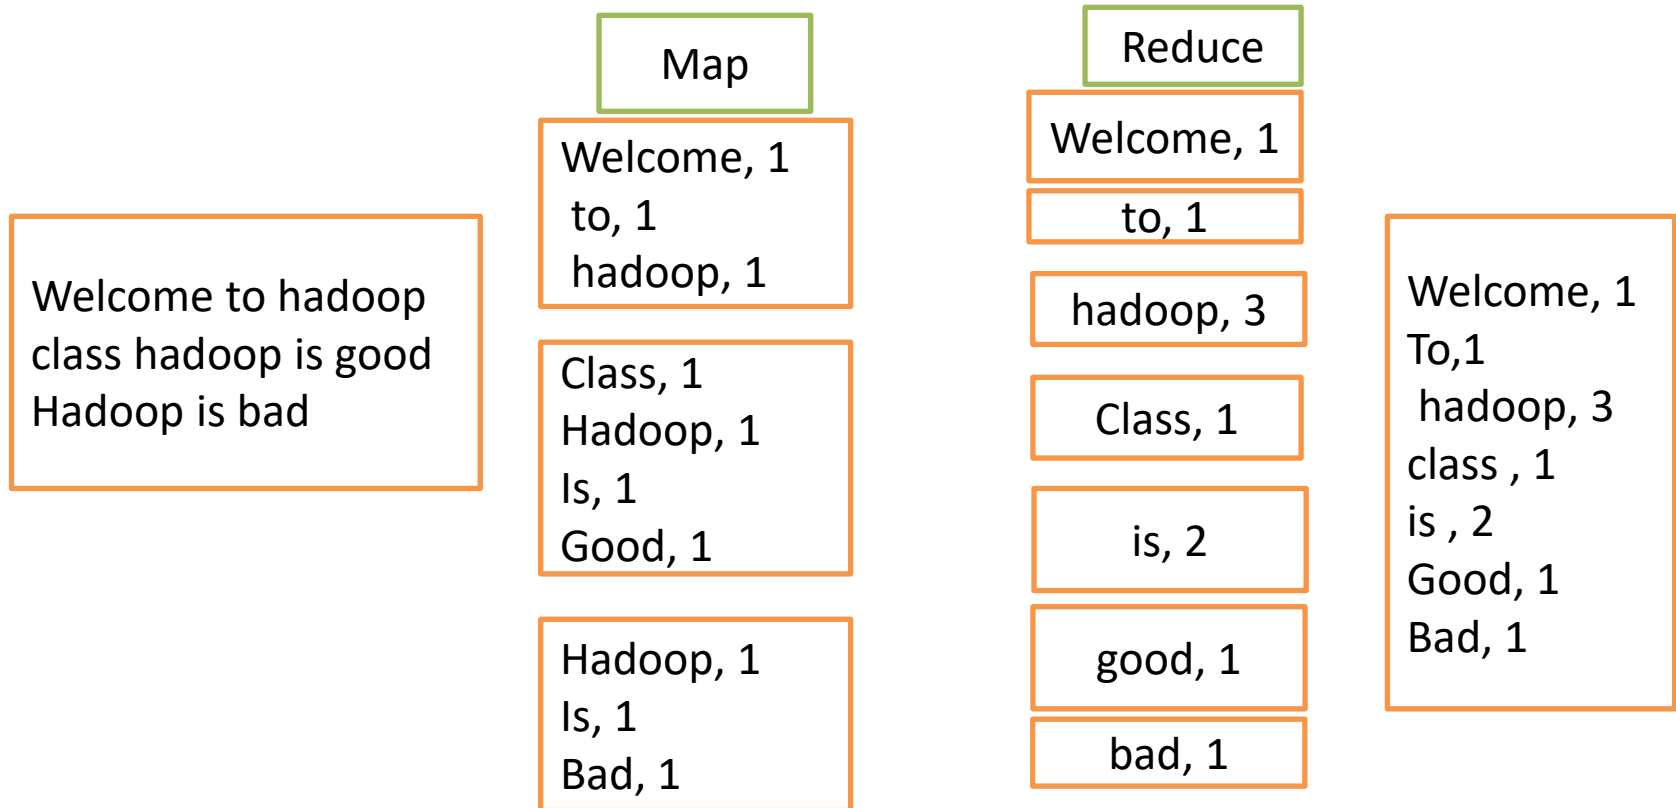 Welcome to hadoop
class hadoop is good
Hadoop is bad
Map
Welcome, 1
to, 1
hadoop, 1
Class, 1
Hadoop, 1
Is, 1
Good, 1
Hadoop, 1
Is, 1
Bad, 1
Reduce
Welcome, 1
to, 1
hadoop, 3
Class, 1
is, 2
good, 1
bad, 1
Welcome, 1
To,1
hadoop, 3
class , 1
is , 2
Good, 1
Bad, 1